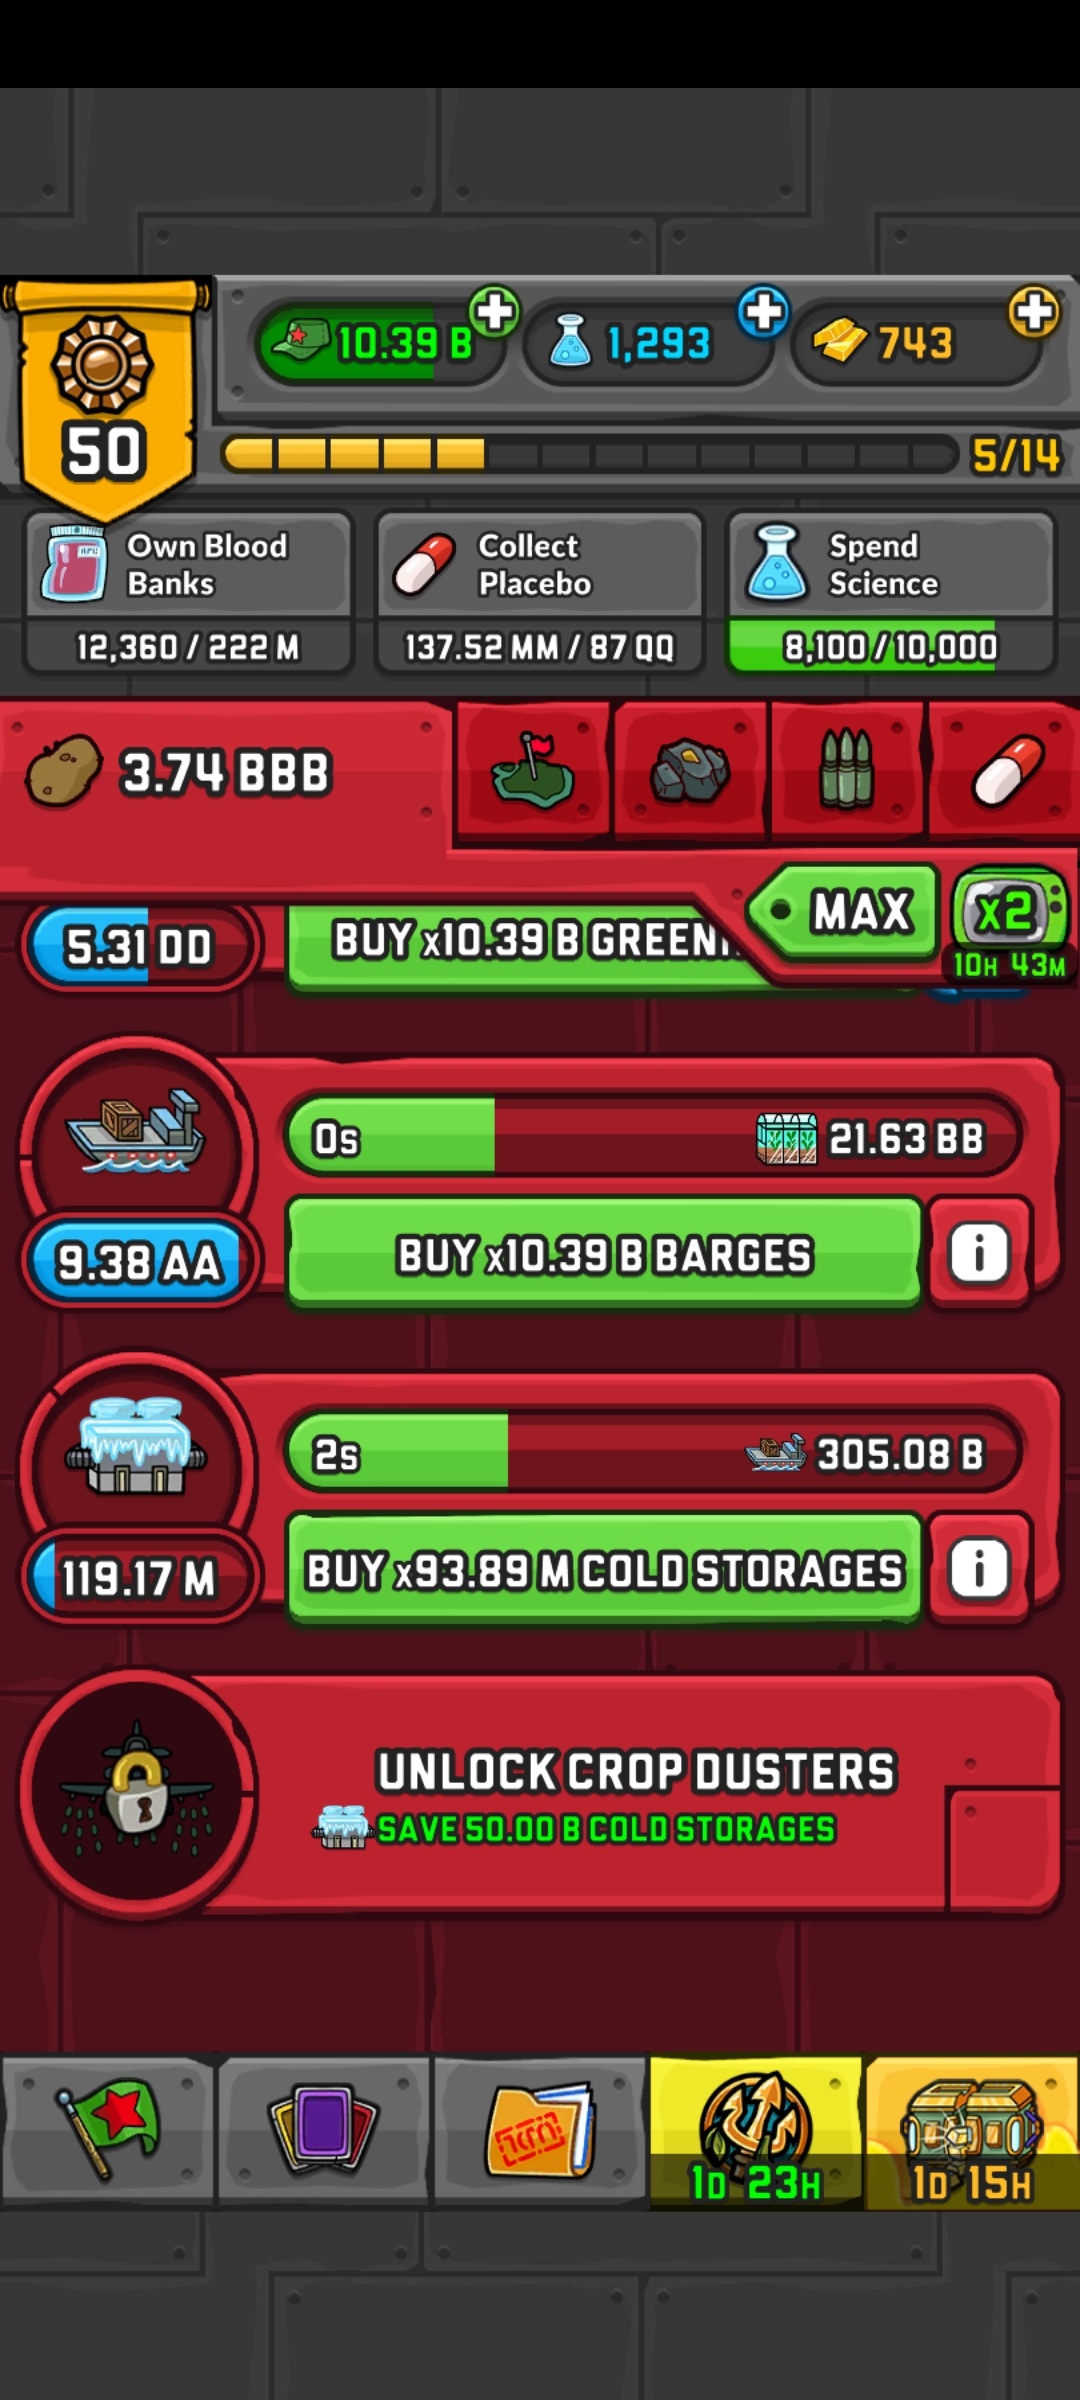 10.39 B
1,293
743
50
5/14
Own Blood
Banks
Collect
Placebo
Spend
Science
12,360 / 222 M
137.52 MM / 87 QQ
8,100 / 10,000
3.74 BBB
MAX
x2
10H 43M
5.31 DD
BUY x10.39 B
0s
21.63 BB
9.38 AA
BUY x10.39 B BARGES
i
2s
305.08 B
119.17 M
BUY x93.89 M COLD STORAGES
i
UNLOCK CROP DUSTERS
SAVE 50.00 B COLD STORAGES
1D 23H
1D 15H